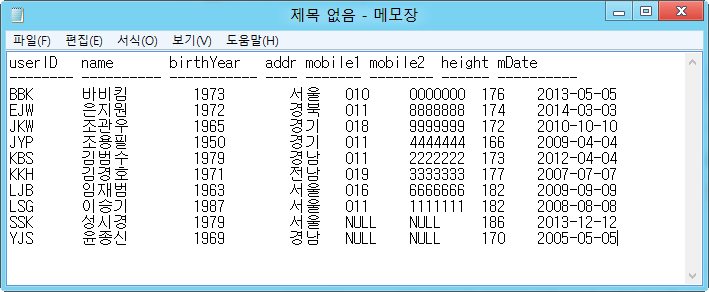 제목 없음 - 메모장
파일(F) 편집(E) 서식(O) 보기(V) 도움말(H)
userID name birthYear addr mobile1 mobile2 height mDate
-------- ---------- ----------- ---- ------- -------- ------ ----------
BBK 바비킴 1973 서울 010 0000000 176 2013-05-05
EJW 은지원 1972 경북 011 8888888 174 2014-03-03
JKW 조관우 1965 경기 018 9999999 172 2010-10-10
JYP 조용필 1950 경기 011 4444444 166 2009-04-04
KBS 김범수 1979 경남 011 2222222 173 2012-04-04
KKH 김경호 1971 전남 019 3333333 177 2007-07-07
LJB 임재범 1963 서울 016 6666666 182 2009-09-09
LSG 이승기 1987 서울 011 1111111 182 2008-08-08
SSK 성시경 1979 서울 NULL NULL 186 2013-12-12
YJS 윤종신 1969 경남 NULL NULL 170 2005-05-05